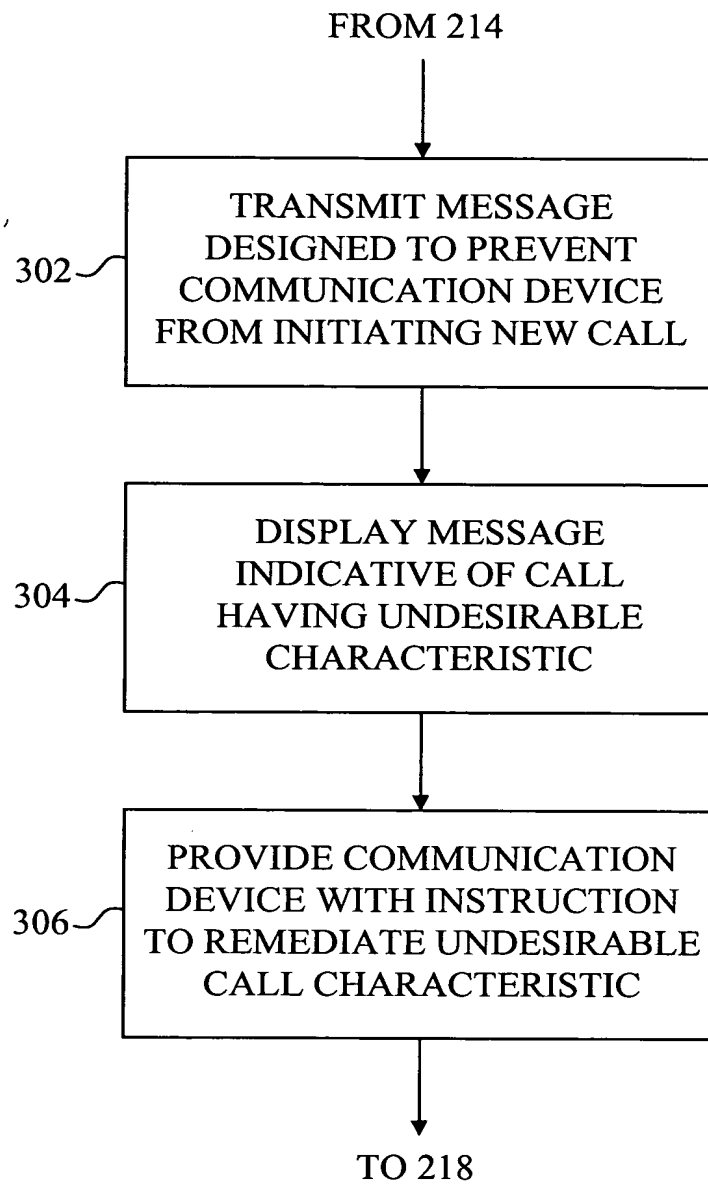 FROM 214
302
TRANSMIT MESSAGE
DESIGNED TO PREVENT
COMMUNICATION DEVICE
FROM INITIATING NEW CALL
304
DISPLAY MESSAGE
INDICATIVE OF CALL
HAVING UNDESIRABLE
CHARACTERISTIC
306
PROVIDE COMMUNICATION
DEVICE WITH INSTRUCTION
TO REMEDIATE UNDESIRABLE
CALL CHARACTERISTIC
TO 218